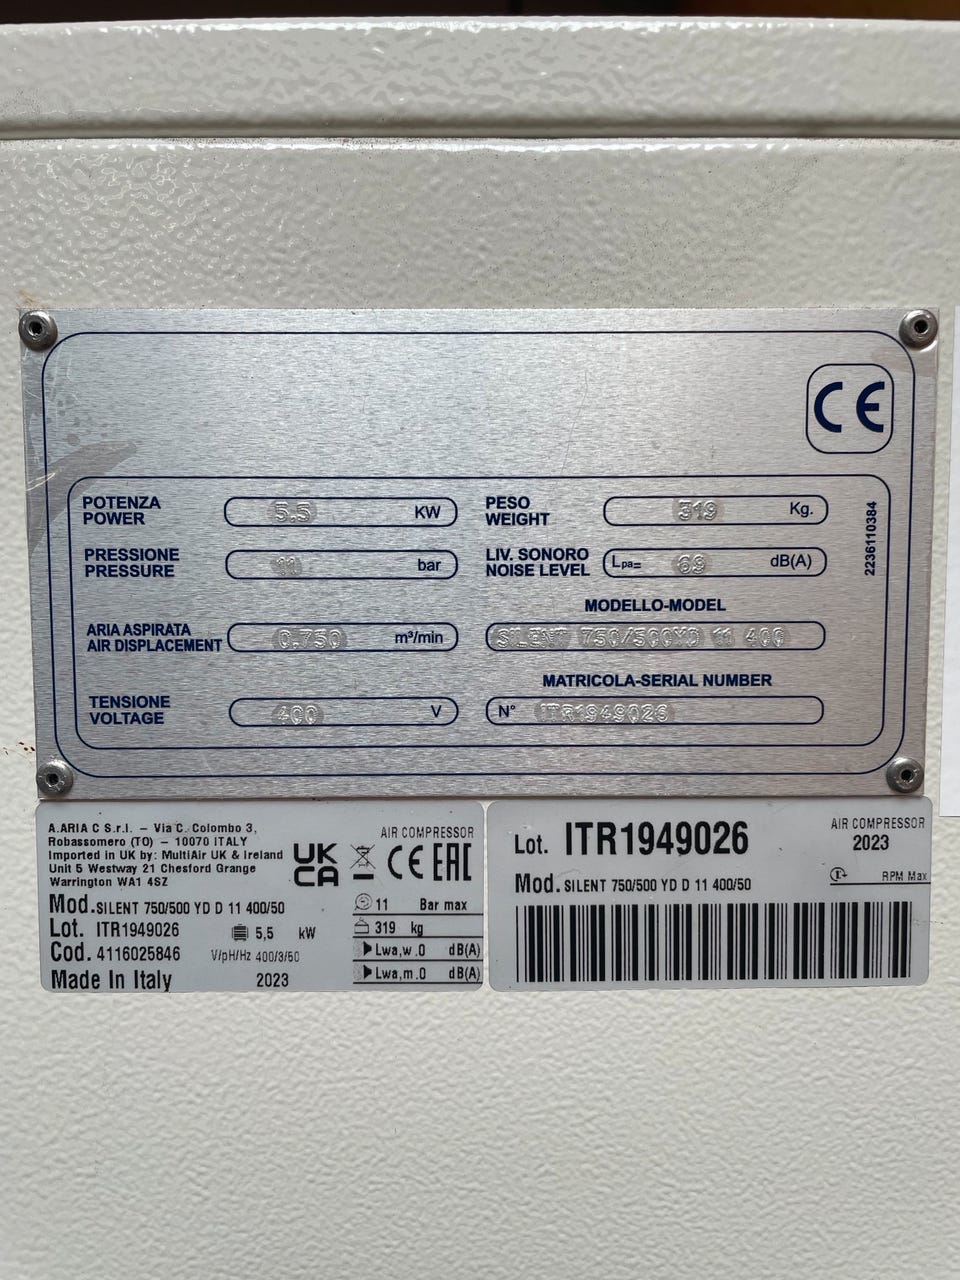 CE
POTENZA
POWER
5.5 KW
PESO
WEIGHT
319 Kg.
PRESSIONE
PRESSURE
11 bar
LIV. SONORO
NOISE LEVEL
Lpa= 69 dB(A)
ARIA ASPIRATA
AIR DISPLACEMENT
0.750 m³/min
MODELLO-MODEL
SILENT 750/500YD 11 400
TENSIONE
VOLTAGE
400 V
MATRICOLA-SERIAL NUMBER
N° ITR1949026
2236110384
A.ARIA C S.r.l. – Via C. Colombo 3,
Robassomero (TO) – 10070 ITALY
Imported in UK by: MultiAir UK & Ireland
Unit 5 Westway 21 Chesford Grange
Warrington WA1 4SZ
AIR COMPRESSOR
UK
CA
CE EAC
Mod. SILENT 750/500 YD D 11 400/50
Lot. ITR1949026
5,5 kW
Cod. 4116025846
V/pH/Hz 400/3/50
Made In Italy
2023
11 Bar max
319 kg
Lwa,w.0 dB(A)
Lwa,m.0 dB(A)
Lot. ITR1949026
AIR COMPRESSOR
2023
Mod. SILENT 750/500 YD D 11 400/50
RPM Max